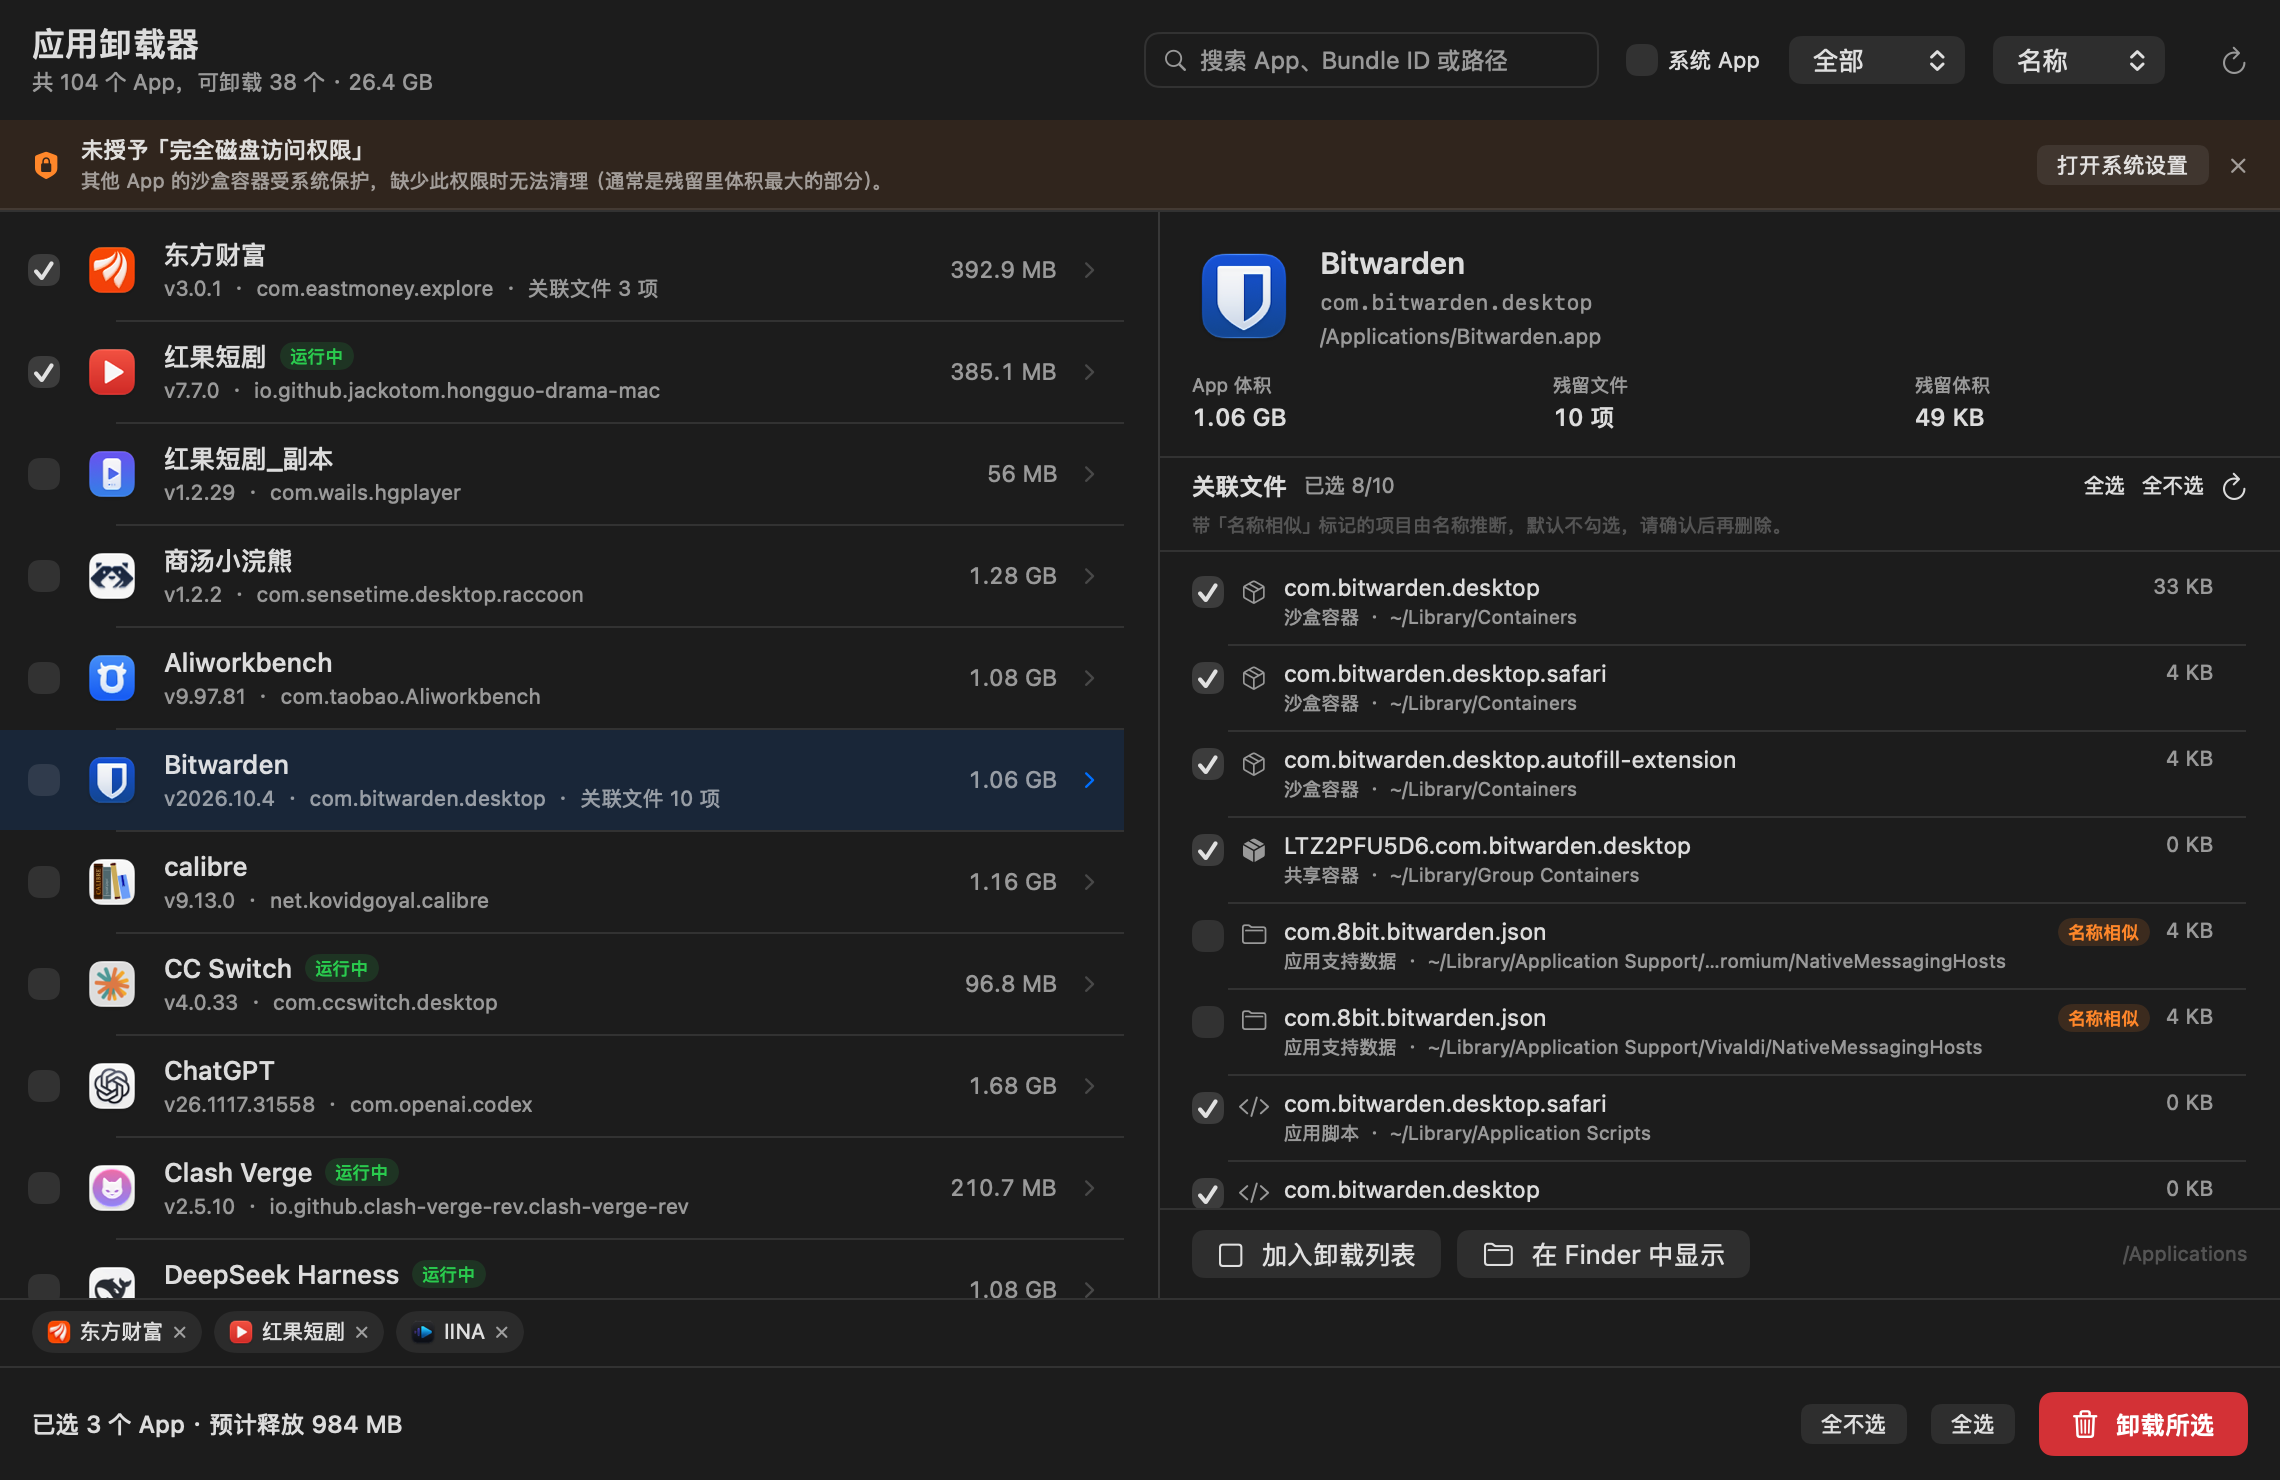 应用卸载器
共 104 个 App，可卸载 38 个 · 26.4 GB
搜索 App、Bundle ID 或路径
系统 App
全部
名称
未授予「完全磁盘访问权限」
其他 App 的沙盒容器受系统保护，缺少此权限时无法清理（通常是残留里体积最大的部分）。
打开系统设置
东方财富
v3.0.1 · com.eastmoney.explore · 关联文件 3 项
392.9 MB
红果短剧 运行中
v7.7.0 · io.github.jackotom.hongguo-drama-mac
385.1 MB
红果短剧_副本
v1.2.29 · com.wails.hgplayer
56 MB
商汤小浣熊
v1.2.2 · com.sensetime.desktop.raccoon
1.28 GB
Aliworkbench
v9.97.81 · com.taobao.Aliworkbench
1.08 GB
Bitwarden
v2026.10.4 · com.bitwarden.desktop · 关联文件 10 项
1.06 GB
calibre
v9.13.0 · net.kovidgoyal.calibre
1.16 GB
CC Switch 运行中
v4.0.33 · com.ccswitch.desktop
96.8 MB
ChatGPT
v26.1117.31558 · com.openai.codex
1.68 GB
Clash Verge 运行中
v2.5.10 · io.github.clash-verge-rev.clash-verge-rev
210.7 MB
DeepSeek Harness 运行中
1.08 GB
Bitwarden
com.bitwarden.desktop
/Applications/Bitwarden.app
App 体积
1.06 GB
残留文件
10 项
残留体积
49 KB
关联文件 已选 8/10
全选 全不选
带「名称相似」标记的项目由名称推断，默认不勾选，请确认后再删除。
com.bitwarden.desktop
33 KB
沙盒容器 · ~/Library/Containers
com.bitwarden.desktop.safari
4 KB
沙盒容器 · ~/Library/Containers
com.bitwarden.desktop.autofill-extension
4 KB
沙盒容器 · ~/Library/Containers
LTZ2PFU5D6.com.bitwarden.desktop
0 KB
共享容器 · ~/Library/Group Containers
com.8bit.bitwarden.json
名称相似 4 KB
应用支持数据 · ~/Library/Application Support/...romium/NativeMessagingHosts
com.8bit.bitwarden.json
名称相似 4 KB
应用支持数据 · ~/Library/Application Support/Vivaldi/NativeMessagingHosts
com.bitwarden.desktop.safari
0 KB
应用脚本 · ~/Library/Application Scripts
com.bitwarden.desktop
0 KB
加入卸载列表
在 Finder 中显示
/Applications
东方财富
红果短剧
IINA
已选 3 个 App · 预计释放 984 MB
全不选
全选
卸载所选